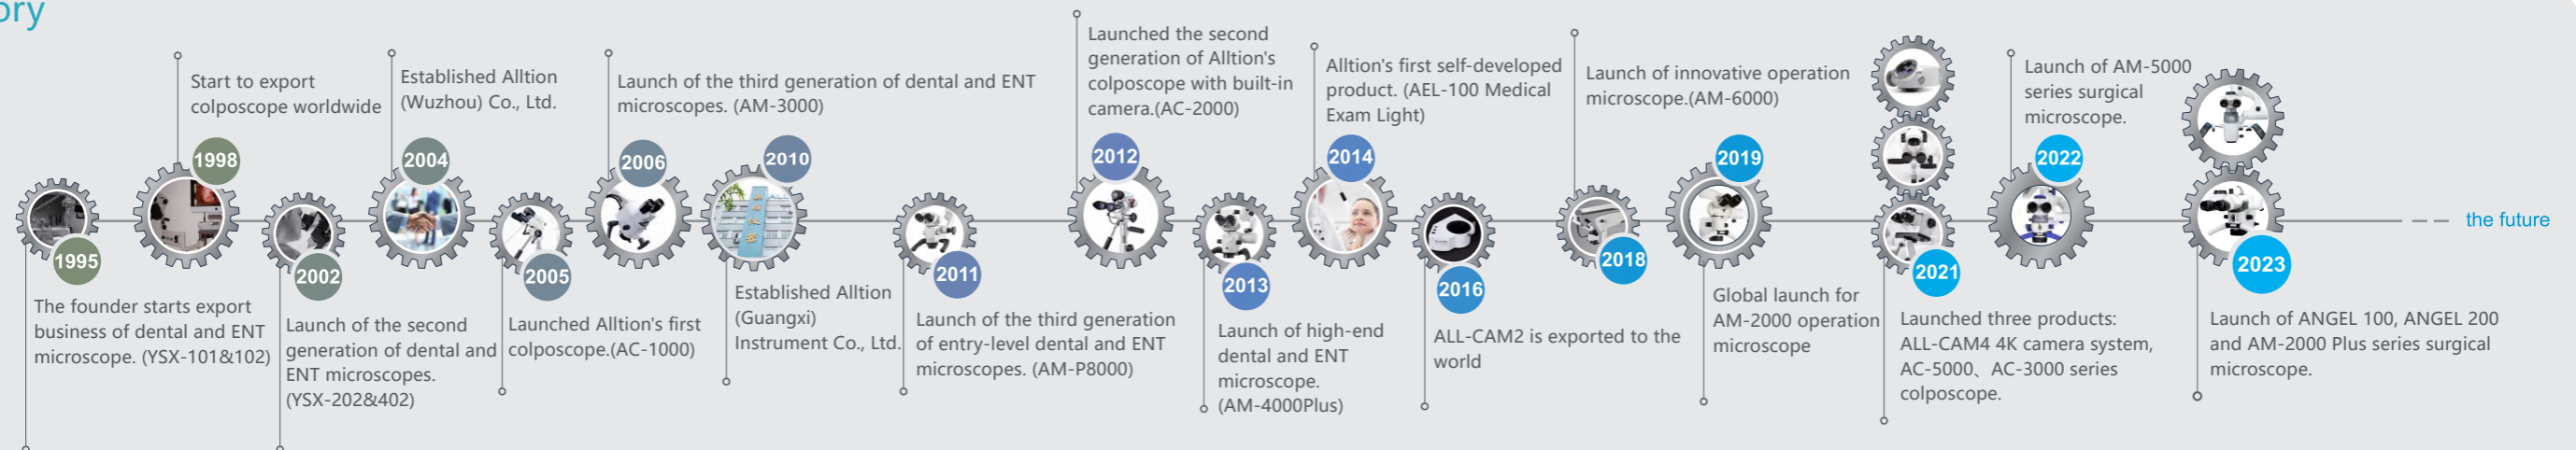 ory
1995
The founder starts export
business of dental and ENT
microscope. (YSX-101&102)
1998
Start to export
colposcope worldwide
2002
Launch of the second
generation of dental and
ENT microscopes.
(YSX-202&402)
2004
Established Alltion
(Wuzhou) Co., Ltd.
2005
Launched Alltion's first
colposcope.(AC-1000)
2006
Launch of the third generation of dental and ENT
microscopes. (AM-3000)
2010
Established Alltion
(Guangxi)
Instrument Co., Ltd.
2011
Launch of the third generation
of entry-level dental and ENT
microscopes. (AM-P8000)
2012
Launched the second
generation of Alltion's
colposcope with built-in
camera.(AC-2000)
2013
Launch of high-end
dental and ENT
microscope.
(AM-4000Plus)
2014
Alltion's first self-developed
product. (AEL-100 Medical
Exam Light)
2016
ALL-CAM2 is exported to the
world
2018
Launch of innovative operation
microscope.(AM-6000)
2019
Global launch for
AM-2000 operation
microscope
2021
Launched three products:
ALL-CAM4 4K camera system,
AC-5000、AC-3000 series
colposcope.
2022
Launch of AM-5000
series surgical
microscope.
2023
Launch of ANGEL 100, ANGEL 200
and AM-2000 Plus series surgical
microscope.
the future